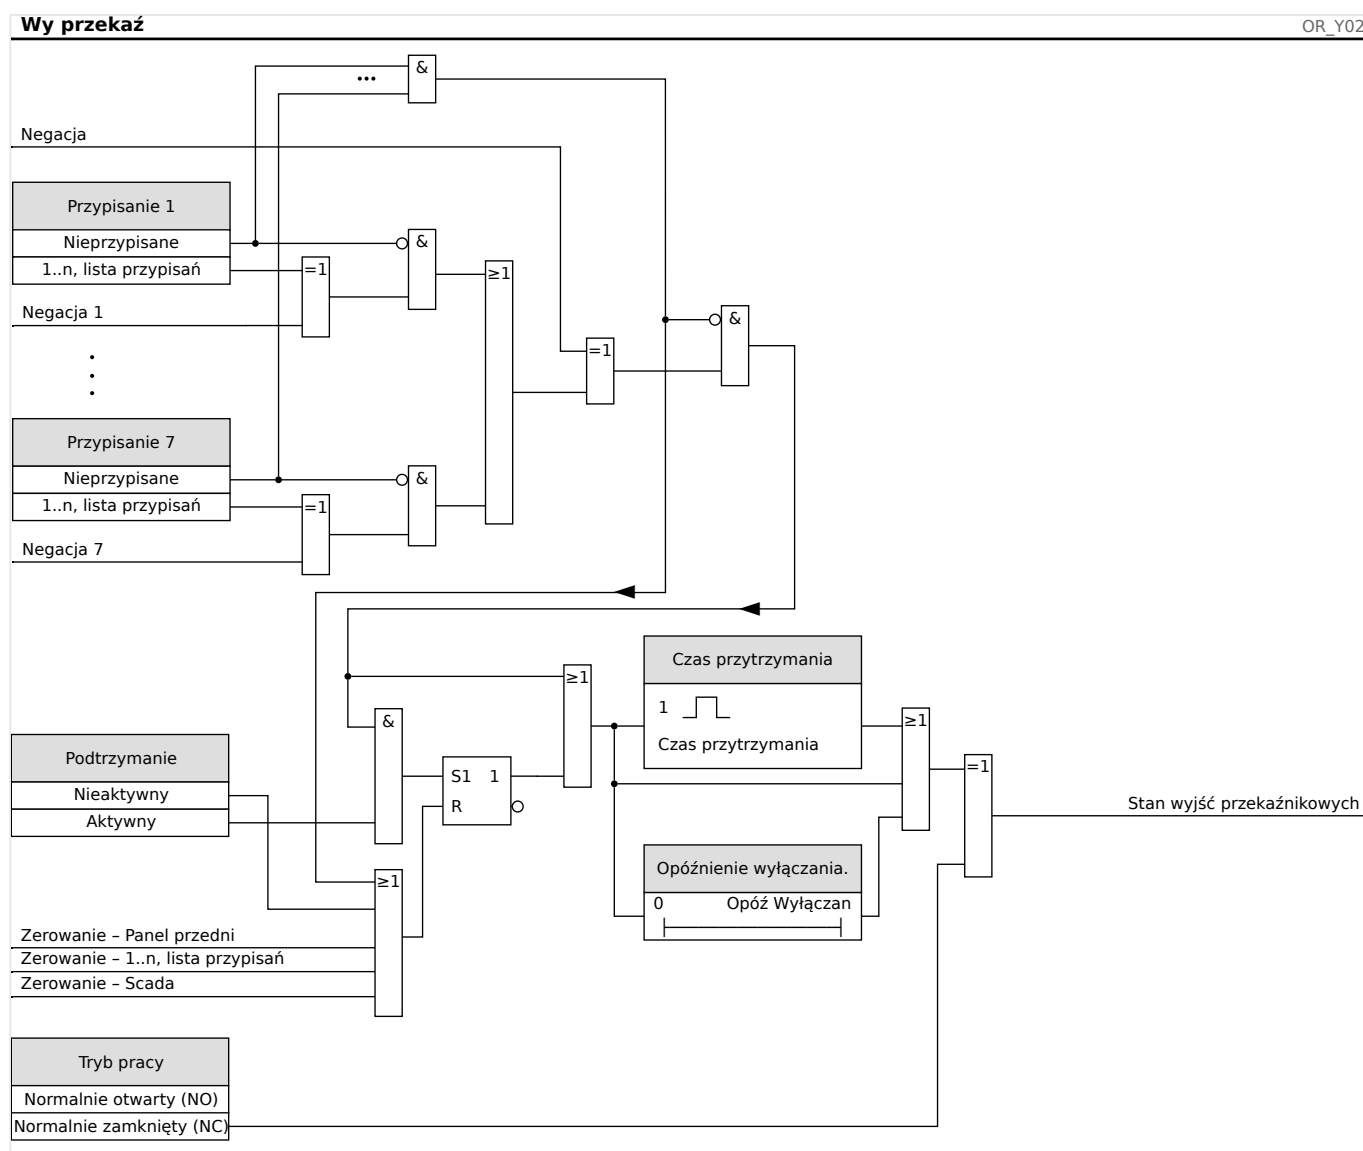 Wy przekaź
OR_Y02
&
...
Negacja
Przypisanie 1
Nieprzypisane
1..n, lista przypisań
=1
&
≥1
Negacja 1
&
=1
Przypisanie 7
Nieprzypisane
1..n, lista przypisań
=1
&
Negacja 7
Czas przytrzymania
1
Czas przytrzymania
≥1
≥1
&
Podtrzymanie
Nieaktywny
Aktywny
S1 1
R
=1
Stan wyjść przekaźnikowych
Opóźnienie wyłączania.
0 Opóź Wyłączan
≥1
Zerowanie – Panel przedni
Zerowanie – 1..n, lista przypisań
Zerowanie – Scada
Tryb pracy
Normalnie otwarty (NO)
Normalnie zamknięty (NC)